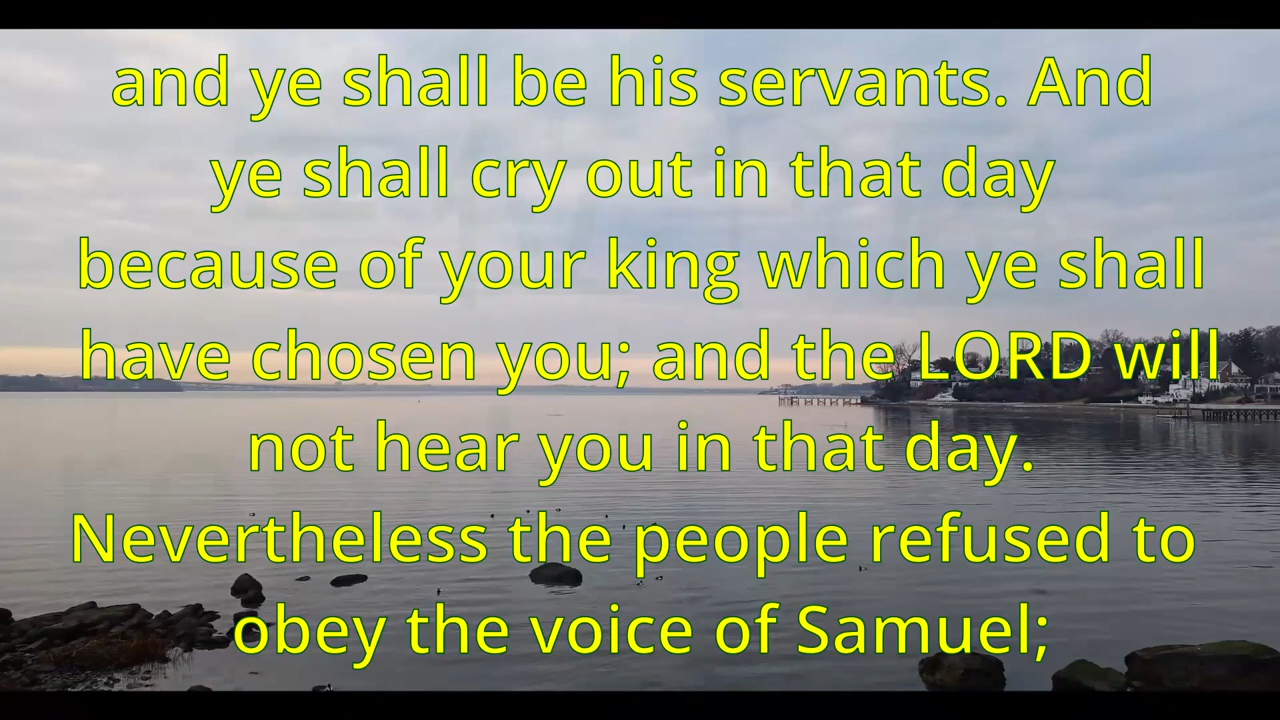 and ye shall be his servants. And
ye shall cry out in that day
because of your king which ye shall
have chosen you; and the LORD will
not hear you in that day.
Nevertheless the people refused to
obey the voice of Samuel;